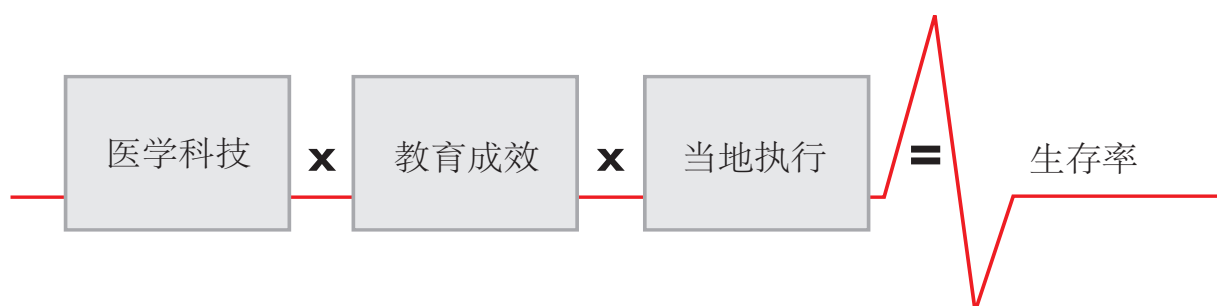 医学科技 x 教育成效 x 当地执行 = 生存率